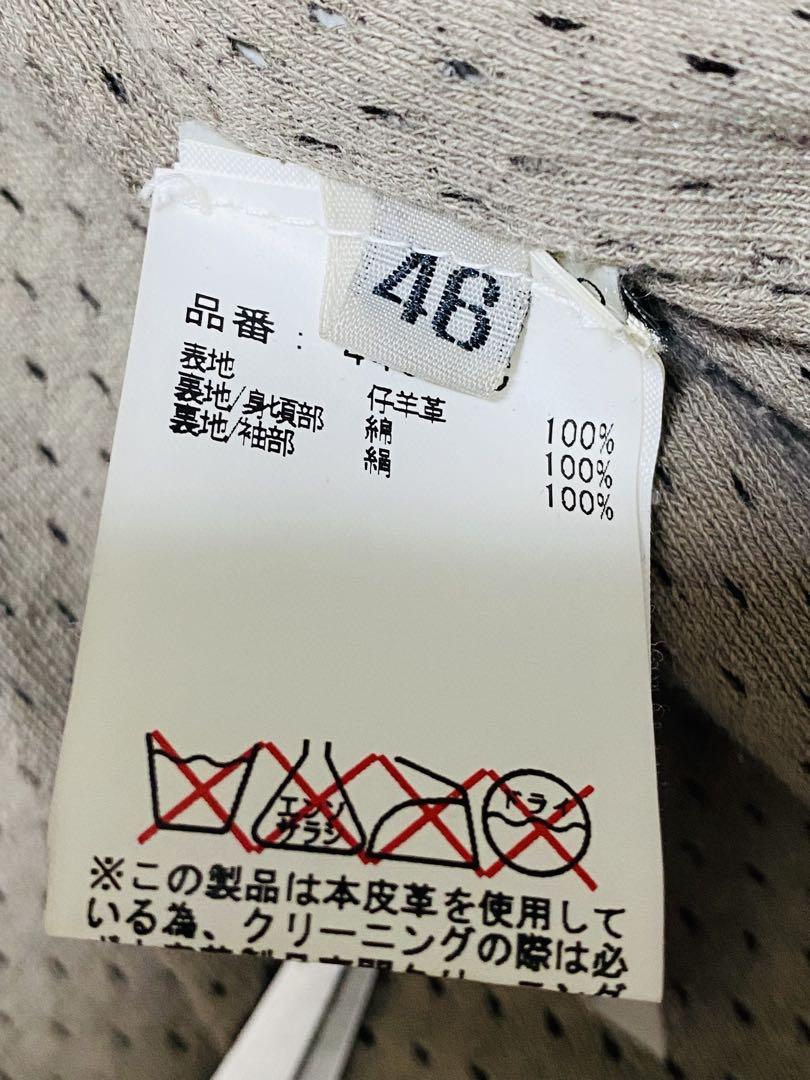 46
品番:
表地 仔羊革 100%
裏地/身頃部 綿 100%
裏地/袖部 絹 100%
エンソ
サラシ
ドライ
※この製品は本皮革を使用して
いる為、クリーニングの際は必